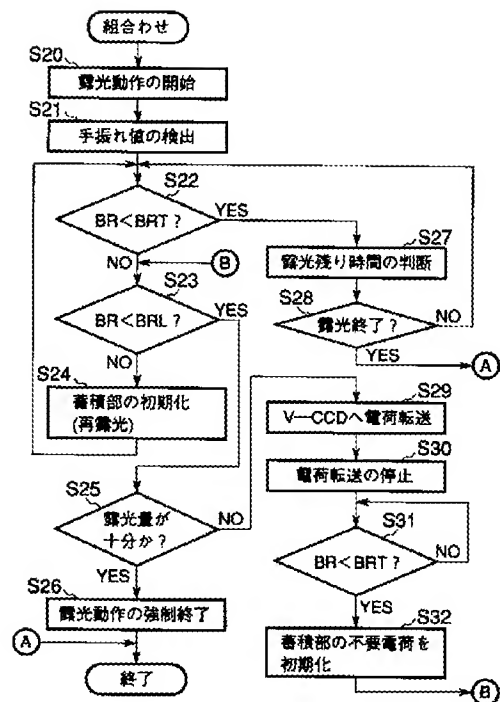 組合わせ
S20
露光動作の開始
S21
手振れ値の検出
S22
BR<BRT?
YES
NO
B
S23
BR<BRL?
YES
NO
S24
蓄積部の初期化
(再露光)
S25
露光量が
十分か?
NO
YES
S26
露光動作の強制終了
A
終了
S27
露光残り時間の判断
S28
露光終了?
NO
YES
A
S29
V-CCDへ電荷転送
S30
電荷転送の停止
S31
BR<BRT?
NO
YES
S32
蓄積部の不要電荷を
初期化
B